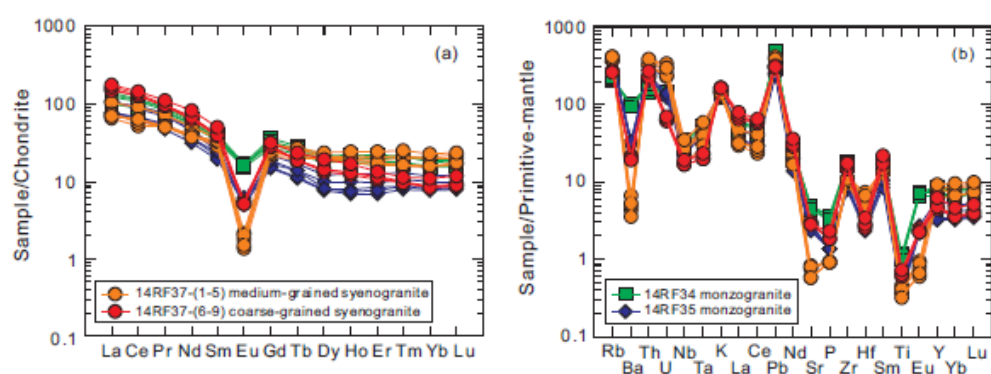 1000
100
10
1
0.1
Sample/Chondrite
(a)
14RF37-(1-5) medium-grained syenogranite
14RF37-(6-9) coarse-grained syenogranite
La Ce Pr Nd Sm Eu Gd Tb Dy Ho Er Tm Yb Lu
1000
100
10
1
0.1
Sample/Primitive-mantle
(b)
14RF34 monzogranite
14RF35 monzogranite
Rb Th Nb K Ce Nd P Hf Ti Y Lu
Ba U Ta La Pb Sr Zr Sm Eu Yb